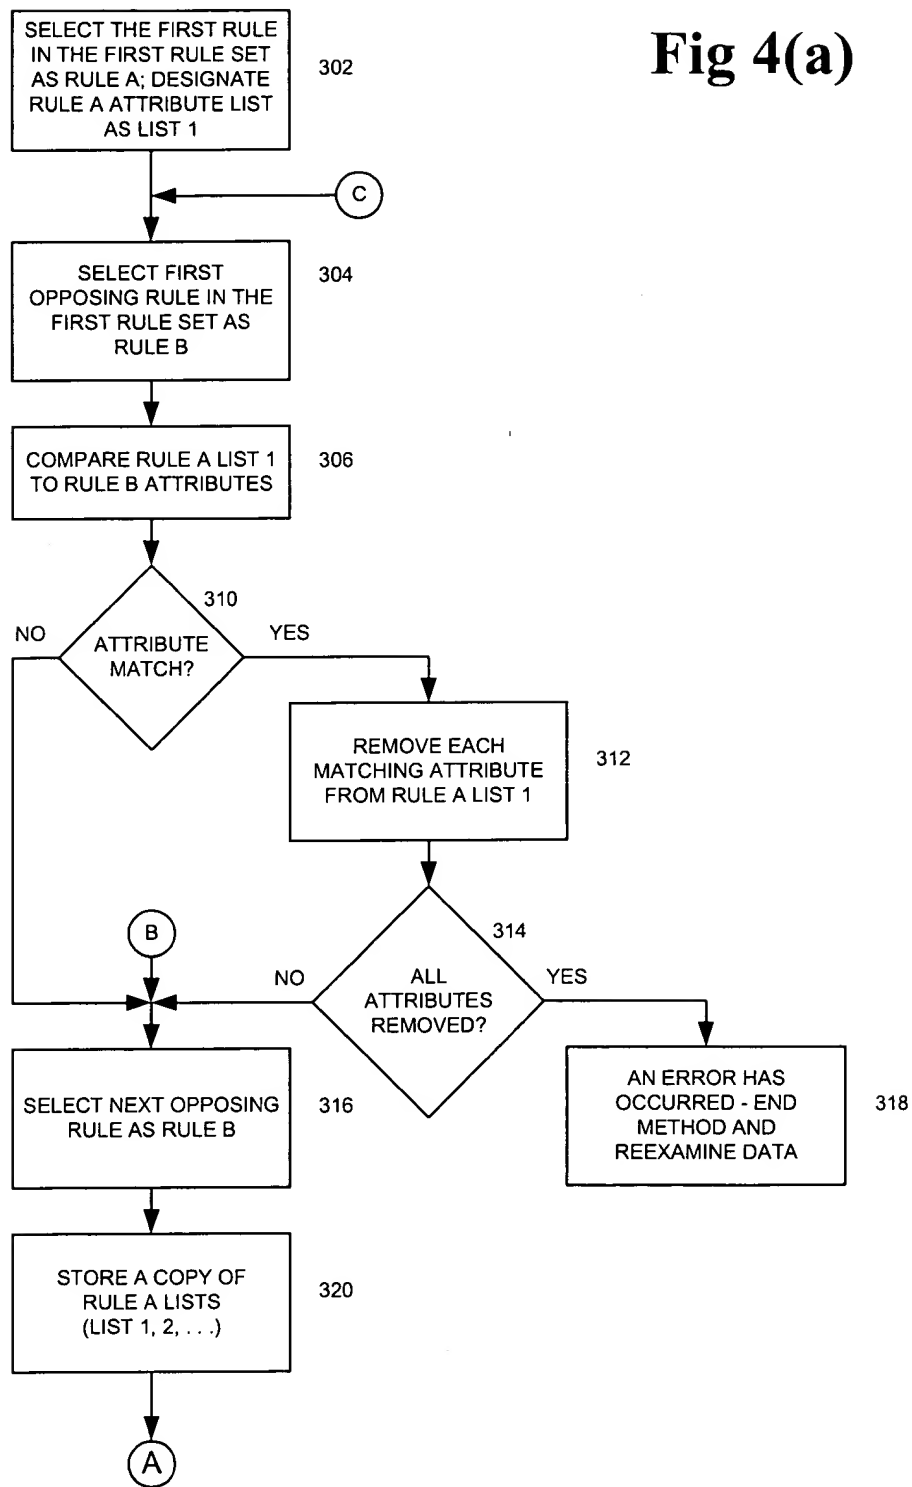 Fig 4(a)
SELECT THE FIRST RULE
IN THE FIRST RULE SET
AS RULE A; DESIGNATE
RULE A ATTRIBUTE LIST
AS LIST 1
302
C
SELECT FIRST
OPPOSING RULE IN THE
FIRST RULE SET AS
RULE B
304
COMPARE RULE A LIST 1
TO RULE B ATTRIBUTES
306
310
NO
YES
ATTRIBUTE
MATCH?
REMOVE EACH
MATCHING ATTRIBUTE
FROM RULE A LIST 1
312
B
314
NO
YES
ALL
ATTRIBUTES
REMOVED?
SELECT NEXT OPPOSING
RULE AS RULE B
316
AN ERROR HAS
OCCURRED - END
METHOD AND
REEXAMINE DATA
318
STORE A COPY OF
RULE A LISTS
(LIST 1, 2, . . .)
320
A